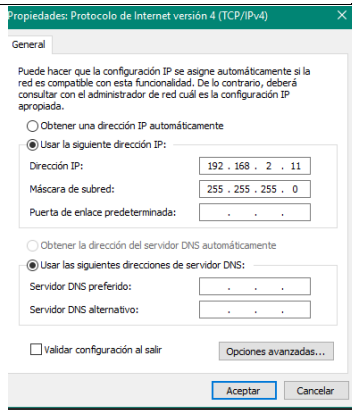 Propiedades: Protocolo de Internet versión 4 (TCP/IPv4)
General
Puede hacer que la configuración IP se asigne automáticamente si la
red es compatible con esta funcionalidad. De lo contrario, deberá
consultar con el administrador de red cuál es la configuración IP
apropiada.
Obtener una dirección IP automáticamente
Usar la siguiente dirección IP:
Dirección IP: 192 . 168 . 2 . 11
Máscara de subred: 255 . 255 . 255 . 0
Puerta de enlace predeterminada: . . .
Obtener la dirección del servidor DNS automáticamente
Usar las siguientes direcciones de servidor DNS:
Servidor DNS preferido: . . .
Servidor DNS alternativo: . . .
Validar configuración al salir
Opciones avanzadas...
Aceptar Cancelar